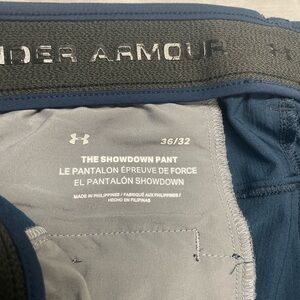 NDER ARMOUR
36/32
THE SHOWDOWN PANT
LE PANTALON ÉPREUVE DE FORCE
EL PANTALÓN SHOWDOWN
MADE IN PHILIPPINES / FABRIQUÉ AUX PHILIPPINES /
HECHO EN FILIPINAS